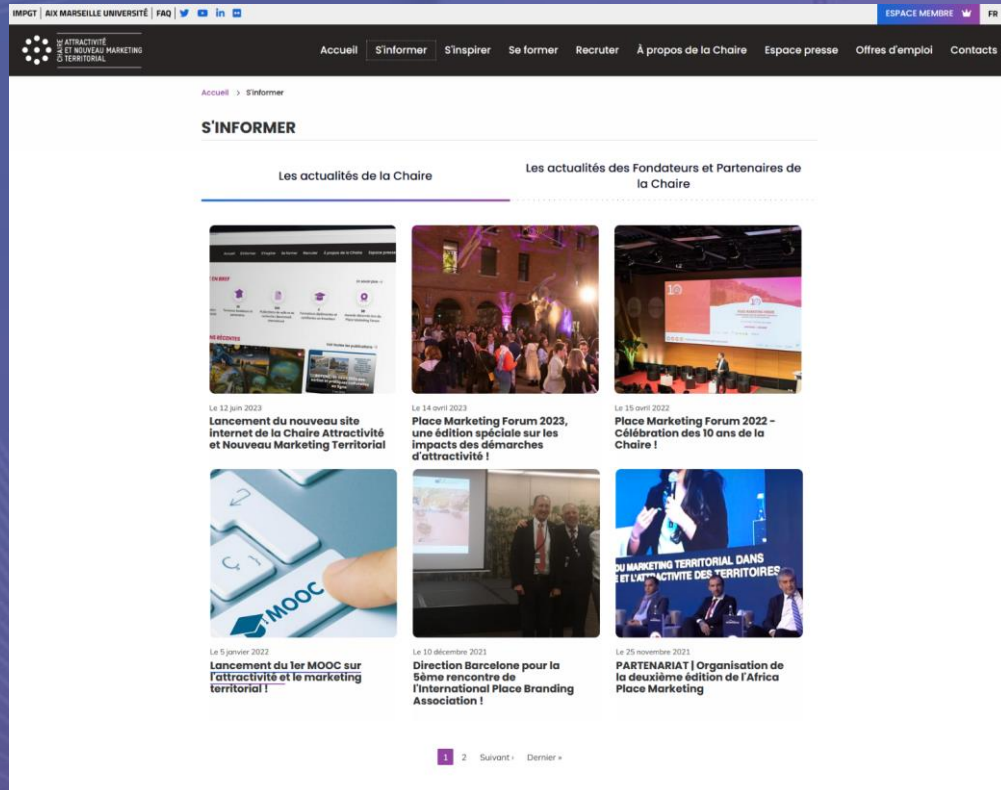 IMPGT | AIX MARSEILLE UNIVERSITÉ | FAQ
ESPACE MEMBRE FR
CHAIRE ATTRACTIVITÉ
ET NOUVEAU MARKETING
TERRITORIAL
Accueil S'informer S'inspirer Se former Recruter À propos de la Chaire Espace presse Offres d'emploi Contacts
Accueil > S'informer
S'INFORMER
Les actualités de la Chaire
Les actualités des Fondateurs et Partenaires de
la Chaire
EN BREF
Le 12 juin 2023
Lancement du nouveau site
internet de la Chaire Attractivité
et Nouveau Marketing Territorial
Le 14 avril 2023
Place Marketing Forum 2023,
une édition spéciale sur les
impacts des démarches
d'attractivité !
Le 15 avril 2022
Place Marketing Forum 2022 -
Célébration des 10 ans de la
Chaire !
MOOC
DU MARKETING TERRITORIAL DANS
E ET L'ATTRACTIVITE DES TERRITOIRES
Le 5 janvier 2022
Lancement du 1er MOOC sur
l'attractivité et le marketing
territorial !
Le 10 décembre 2021
Direction Barcelone pour la
5ème rencontre de
l'International Place Branding
Association !
Le 25 novembre 2021
PARTENARIAT | Organisation de
la deuxième édition de l'Africa
Place Marketing
1 2 Suivant › Dernier »